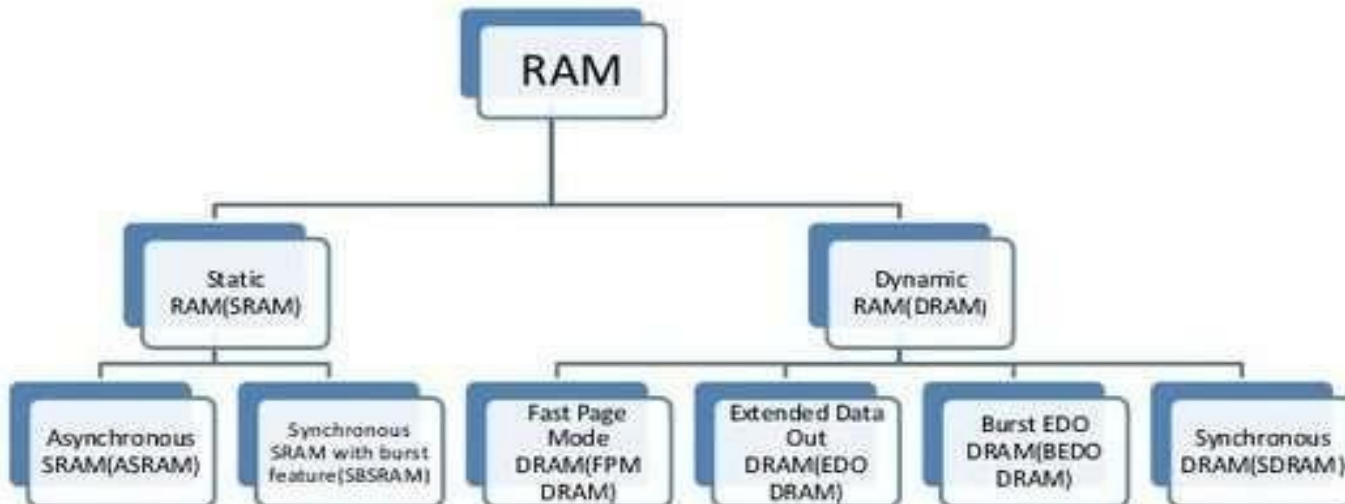 RAM
Static
RAM(SRAM)
Dynamic
RAM(DRAM)
Asynchronous
SRAM(ASRAM)
Synchronous
SRAM with burst
feature(SBSRAM)
Fast Page
Mode
DRAM(FPM
DRAM)
Extended Data
Out
DRAM(EDO
DRAM)
Burst EDO
DRAM(BEDO
DRAM)
Synchronous
DRAM(SDRAM)